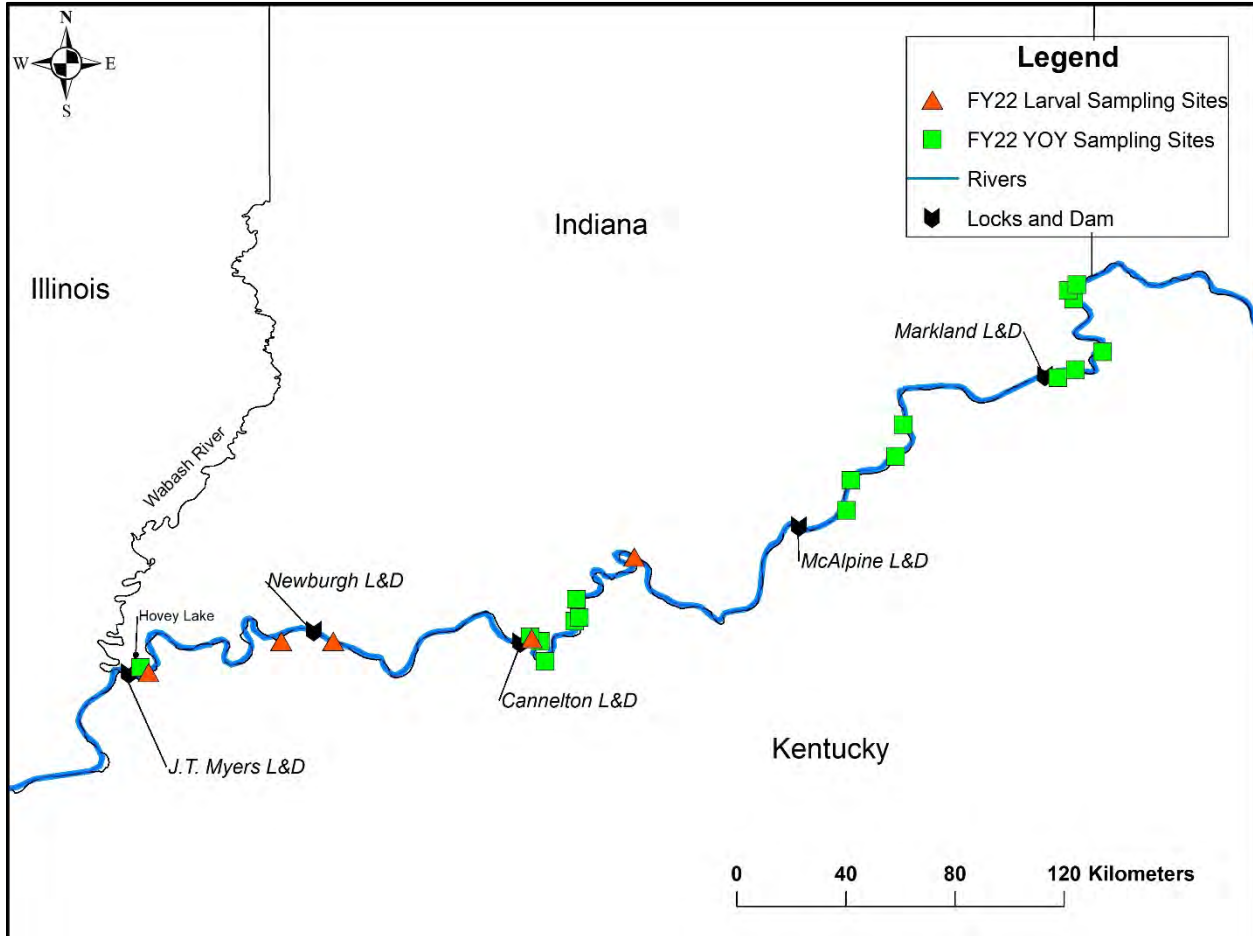 N
W E
S
Legend
FY22 Larval Sampling Sites
FY22 YOY Sampling Sites
Rivers
Locks and Dam
Indiana
Illinois
Markland L&D
Wabash River
McAlpine L&D
Newburgh L&D
Hovey Lake
Cannelton L&D
Kentucky
J.T. Myers L&D
0 40 80 120 Kilometers